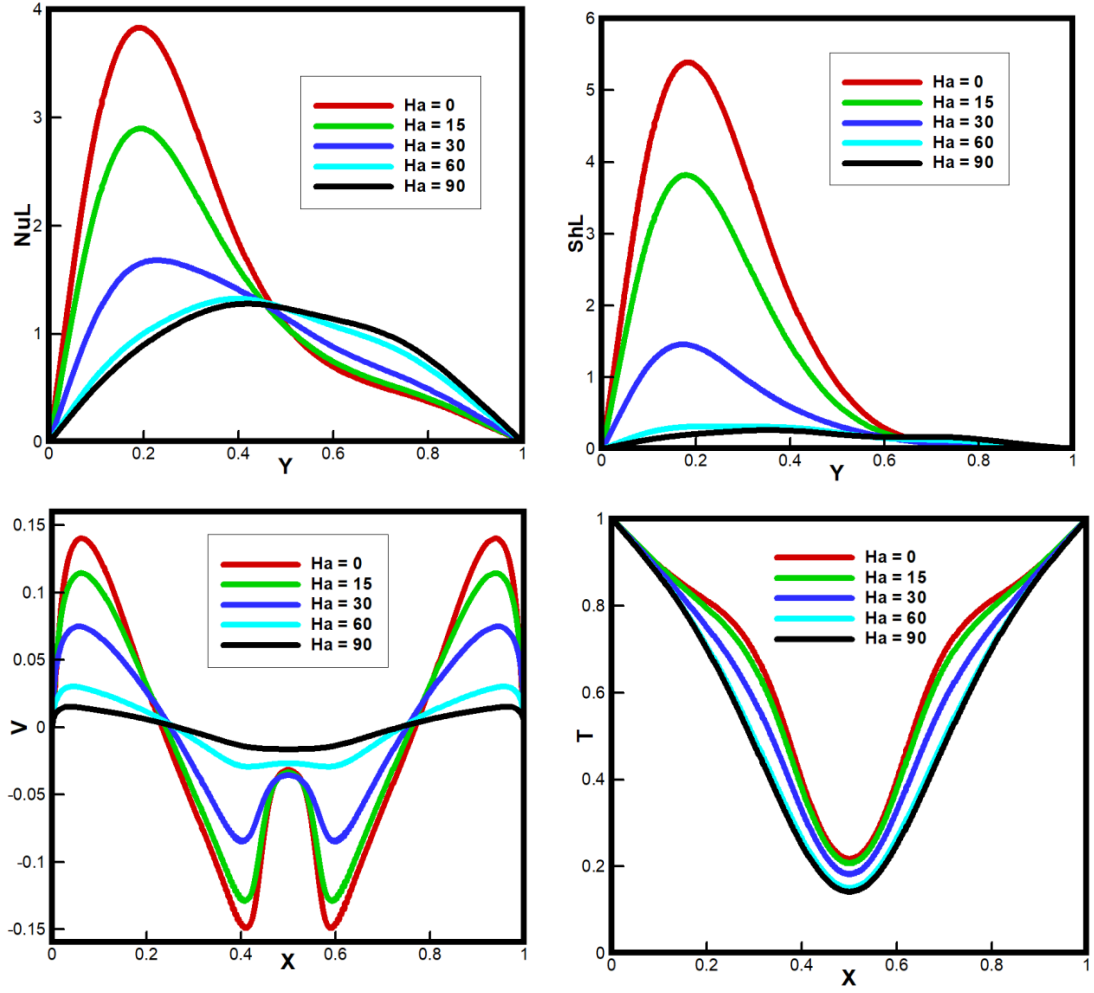 4
3
2
1
0
NuL
Ha = 0
Ha = 15
Ha = 30
Ha = 60
Ha = 90
0 0.2 0.4 0.6 0.8 1
Y
6
5
4
3
2
1
0
ShL
Ha = 0
Ha = 15
Ha = 30
Ha = 60
Ha = 90
0 0.2 0.4 0.6 0.8 1
Y
0.15
0.1
0.05
0
-0.05
-0.1
-0.15
V
Ha = 0
Ha = 15
Ha = 30
Ha = 60
Ha = 90
0 0.2 0.4 0.6 0.8 1
X
1
0.8
0.6
0.4
0.2
0
T
Ha = 0
Ha = 15
Ha = 30
Ha = 60
Ha = 90
0 0.2 0.4 0.6 0.8 1
X